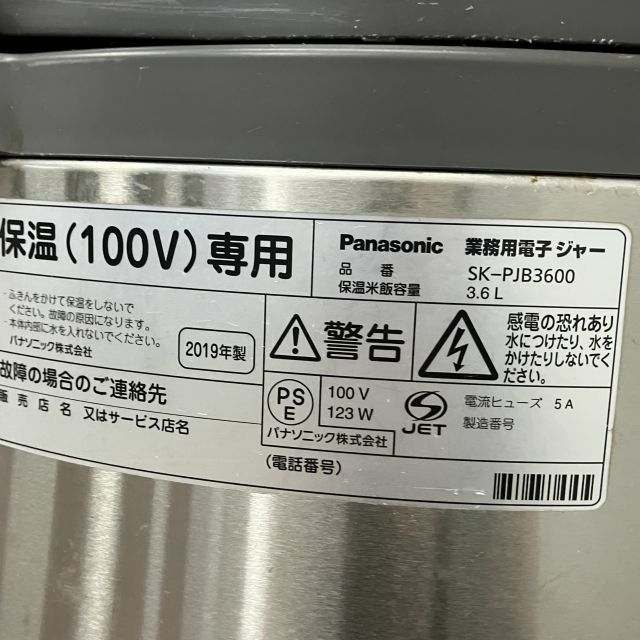 保温(100V)専用
Panasonic 業務用電子ジャー
品番 SK-PJB3600
保温米飯容量 3.6L
・ふきんをかけて保温をしないで
ください。故障の原因になります。
・本体内部に水を入れないでください。
パナソニック株式会社
2019年製
警告
感電の恐れあり
水につけたり、水を
かけたりしないでく
ださい。
故障の場合のご連絡先
販売店名 又はサービス店名
PS
E
100V
123W
パナソニック株式会社
JET
電流ヒューズ 5A
製造番号
(電話番号)